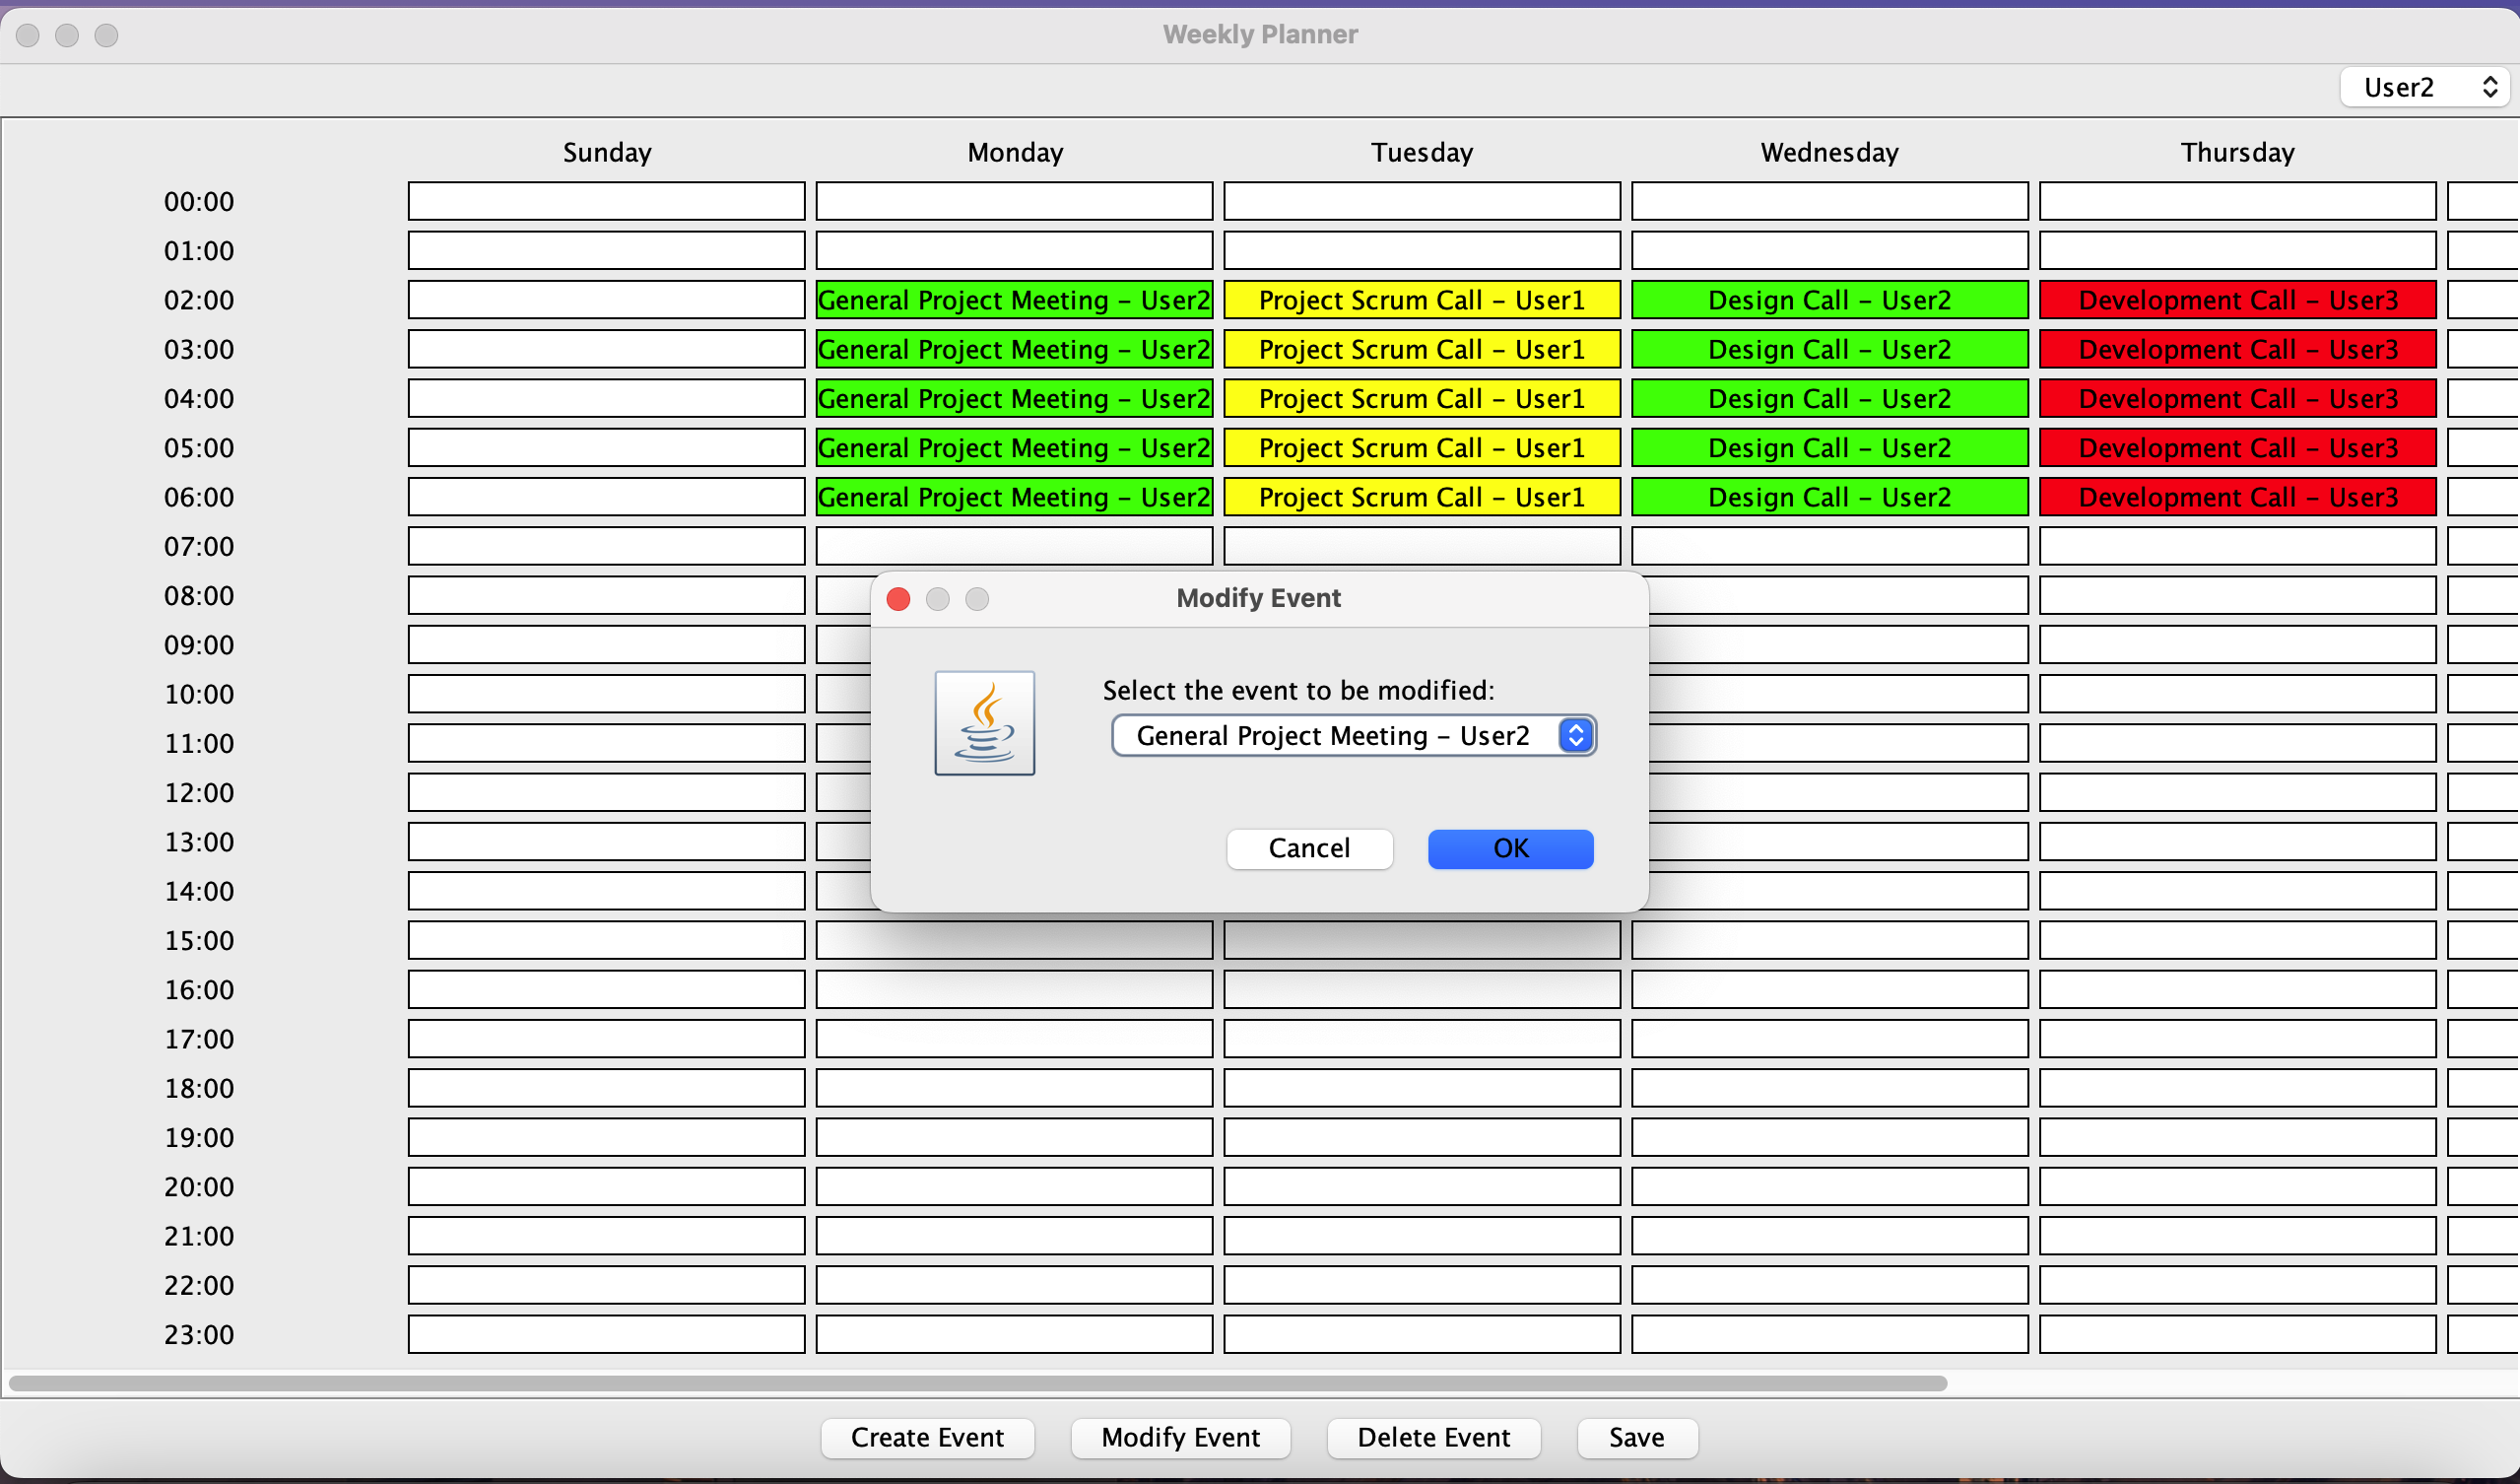 Weekly Planner
User2
Sunday Monday Tuesday Wednesday Thursday
00:00
01:00
02:00 General Project Meeting - User2 Project Scrum Call - User1 Design Call - User2 Development Call - User3
03:00 General Project Meeting - User2 Project Scrum Call - User1 Design Call - User2 Development Call - User3
04:00 General Project Meeting - User2 Project Scrum Call - User1 Design Call - User2 Development Call - User3
05:00 General Project Meeting - User2 Project Scrum Call - User1 Design Call - User2 Development Call - User3
06:00 General Project Meeting - User2 Project Scrum Call - User1 Design Call - User2 Development Call - User3
07:00
08:00
09:00
10:00
11:00
12:00
13:00
14:00
15:00
16:00
17:00
18:00
19:00
20:00
21:00
22:00
23:00
Modify Event
Select the event to be modified:
General Project Meeting - User2
Cancel OK
Create Event Modify Event Delete Event Save